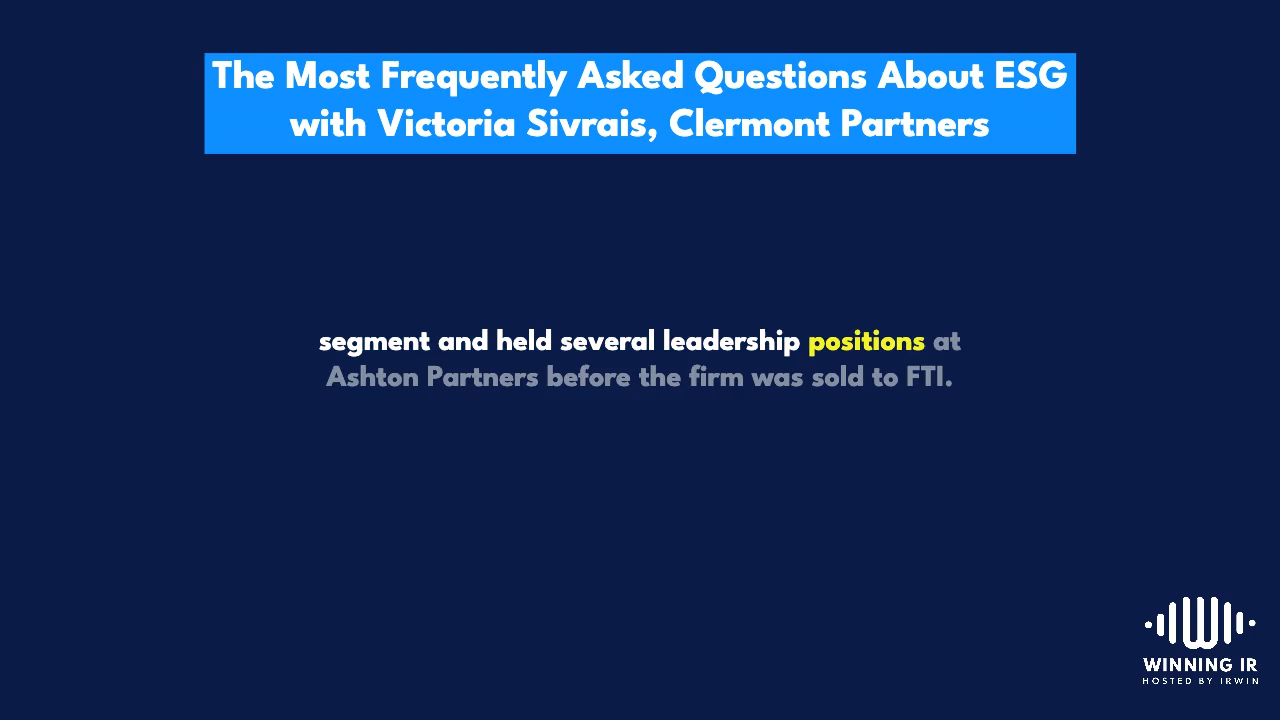 The Most Frequently Asked Questions About ESG
with Victoria Sivrais, Clermont Partners
segment and held several leadership positions at
Ashton Partners before the firm was sold to FTI.
WINNING IR
HOSTED BY IRWIN